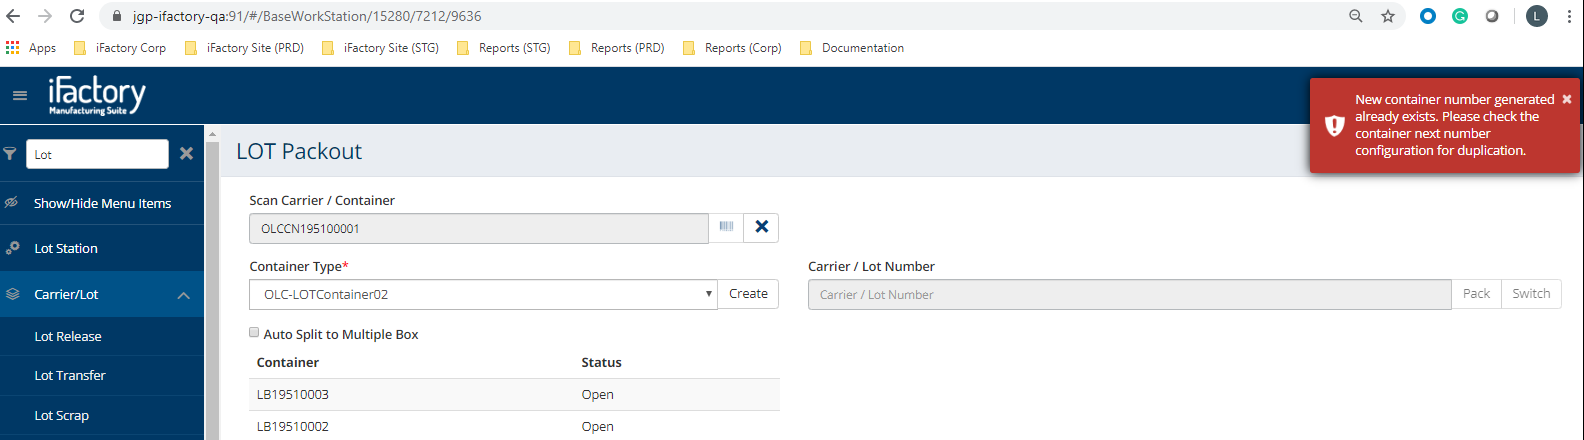 jgp-ifactory-qa:91/#/BaseWorkStation/15280/7212/9636
L
Apps iFactory Corp iFactory Site (PRD) iFactory Site (STG) Reports (STG) Reports (PRD) Reports (Corp) Documentation
iFactory
Manufacturing Suite
New container number generated
already exists. Please check the
container next number
configuration for duplication.
Lot
LOT Packout
Show/Hide Menu Items
Scan Carrier / Container
OLCCN195100001
Lot Station
Container Type* Carrier / Lot Number
Carrier/Lot
OLC-LOTContainer02 Create Carrier / Lot Number Pack Switch
Lot Release
Auto Split to Multiple Box
Container Status
Lot Transfer
LB19510003 Open
Lot Scrap
LB19510002 Open